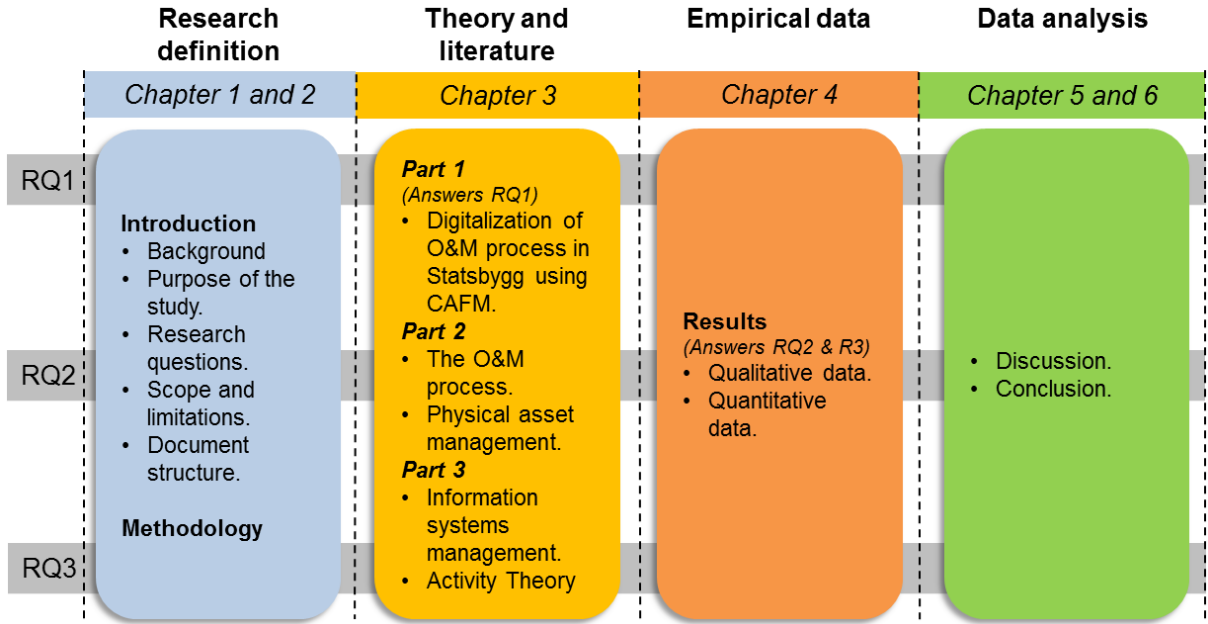 Research
definition
Theory and
literature
Empirical data
Data analysis
Chapter 1 and 2
Chapter 3
Chapter 4
Chapter 5 and 6
RQ1
RQ2
RQ3
Introduction
• Background
• Purpose of the
study.
• Research
questions.
• Scope and
limitations.
• Document
structure.
Methodology
Part 1
(Answers RQ1)
• Digitalization of
O&M process in
Statsbygg using
CAFM.
Part 2
• The O&M
process.
• Physical asset
management.
Part 3
• Information
systems
management.
• Activity Theory
Results
(Answers RQ2 & R3)
• Qualitative data.
• Quantitative
data.
• Discussion.
• Conclusion.